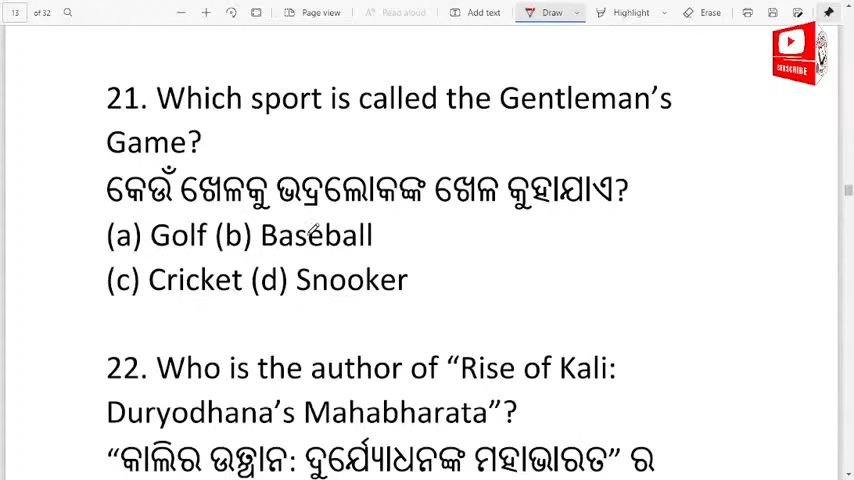 13 of 32 Page view Read aloud Add text Draw Highlight Erase
SUBSCRIBE
21. Which sport is called the Gentleman's
Game?
କେଉଁ ଖେଳକୁ ଭଦ୍ରଲୋକଙ୍କ ଖେଳ କୁହାଯାଏ?
(a) Golf (b) Baseball
(c) Cricket (d) Snooker
22. Who is the author of “Rise of Kali:
Duryodhana’s Mahabharata”?
“କାଲିର ଉତ୍ଥାନ: ଦୁର୍ଯ୍ୟୋଧନଙ୍କ ମହାଭାରତ” ର